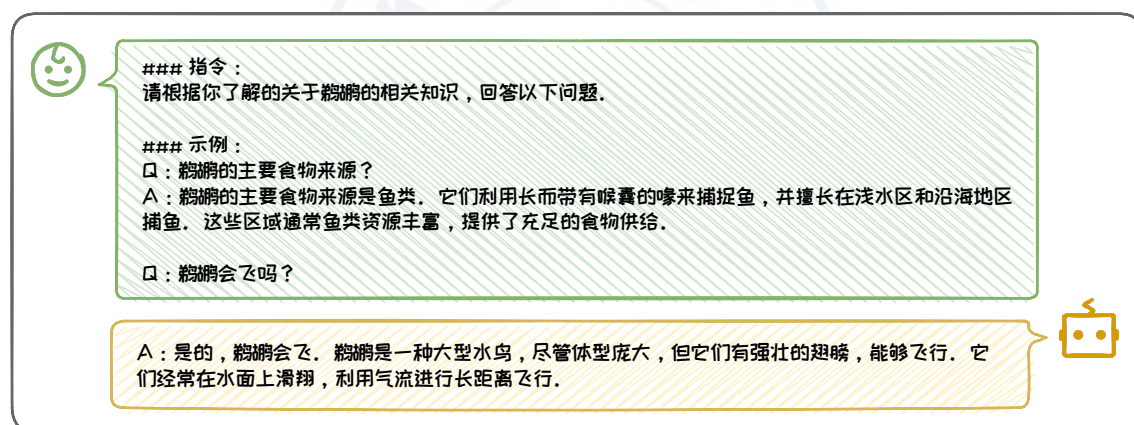 ### 指令：
请根据你了解的关于鹈鹕的相关知识，回答以下问题．
### 示例：
Q：鹈鹕的主要食物来源？
A：鹈鹕的主要食物来源是鱼类．它们利用长而带有喉囊的喙来捕捉鱼，并擅长在浅水区和沿海地区
捕鱼．这些区域通常鱼类资源丰富，提供了充足的食物供给．
Q：鹈鹕会飞吗？
A：是的，鹈鹕会飞．鹈鹕是一种大型水鸟，尽管体型庞大，但它们有强壮的翅膀，能够飞行．它
们经常在水面上滑翔，利用气流进行长距离飞行．